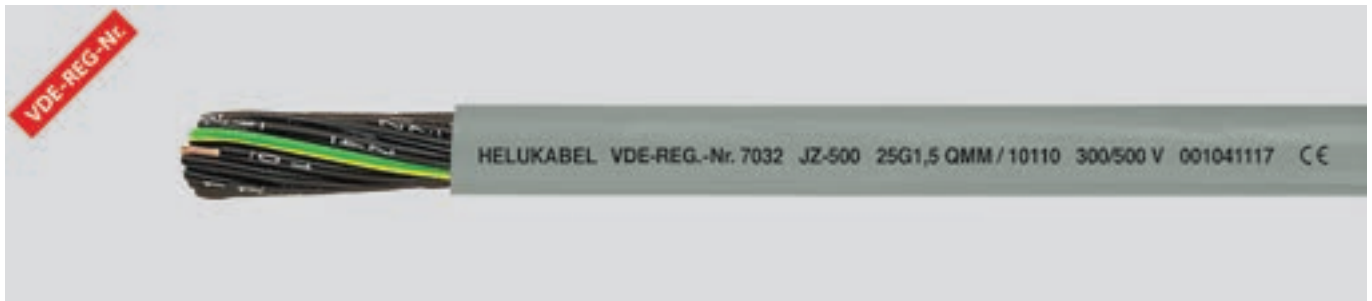 VDE-REG-Nr.
HELUKABEL VDE-REG.-Nr. 7032 JZ-500 25G1,5 QMM / 10110 300/500 V 001041117 CE